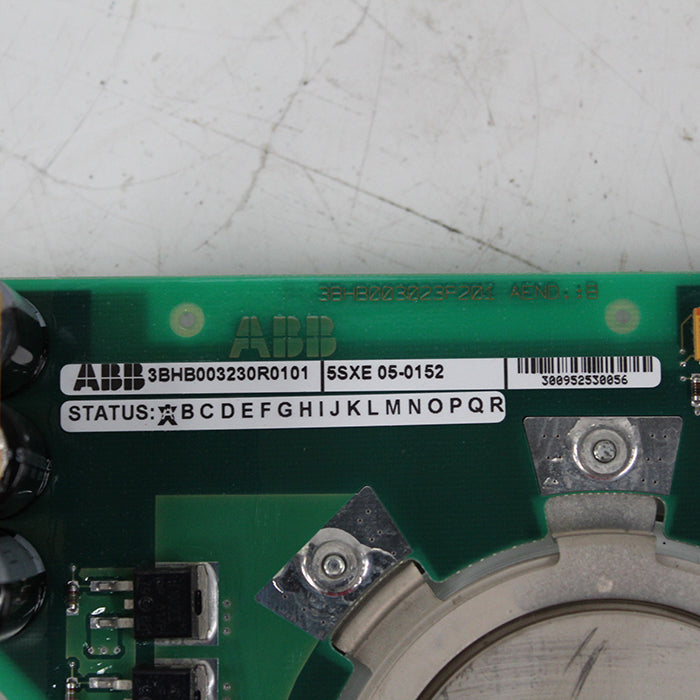 3BHB003023P203 AEND.:B
ABB
ABB 3BHB003230R0101 5SXE 05-0152 300952530056
STATUS: A B C D E F G H I J K L M N O P Q R